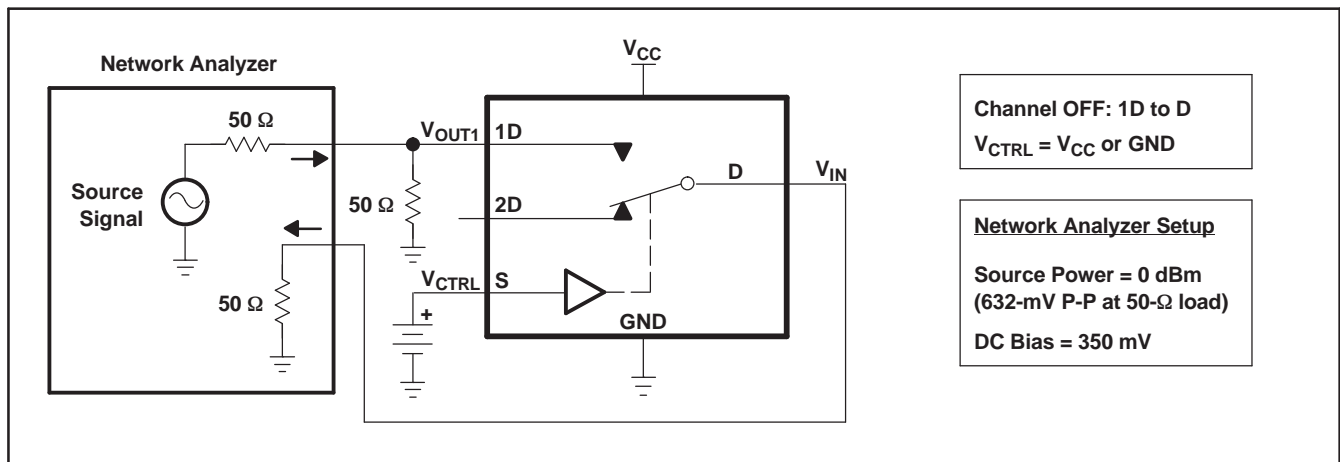 Network Analyzer
50 Ω
Source
Signal
50 Ω
50 Ω
VOUT1
1D
2D
VCTRL
S
+
VCC
D
VIN
GND
Channel OFF: 1D to D
VCTRL = VCC or GND
Network Analyzer Setup
Source Power = 0 dBm
(632-mV P-P at 50-Ω load)
DC Bias = 350 mV